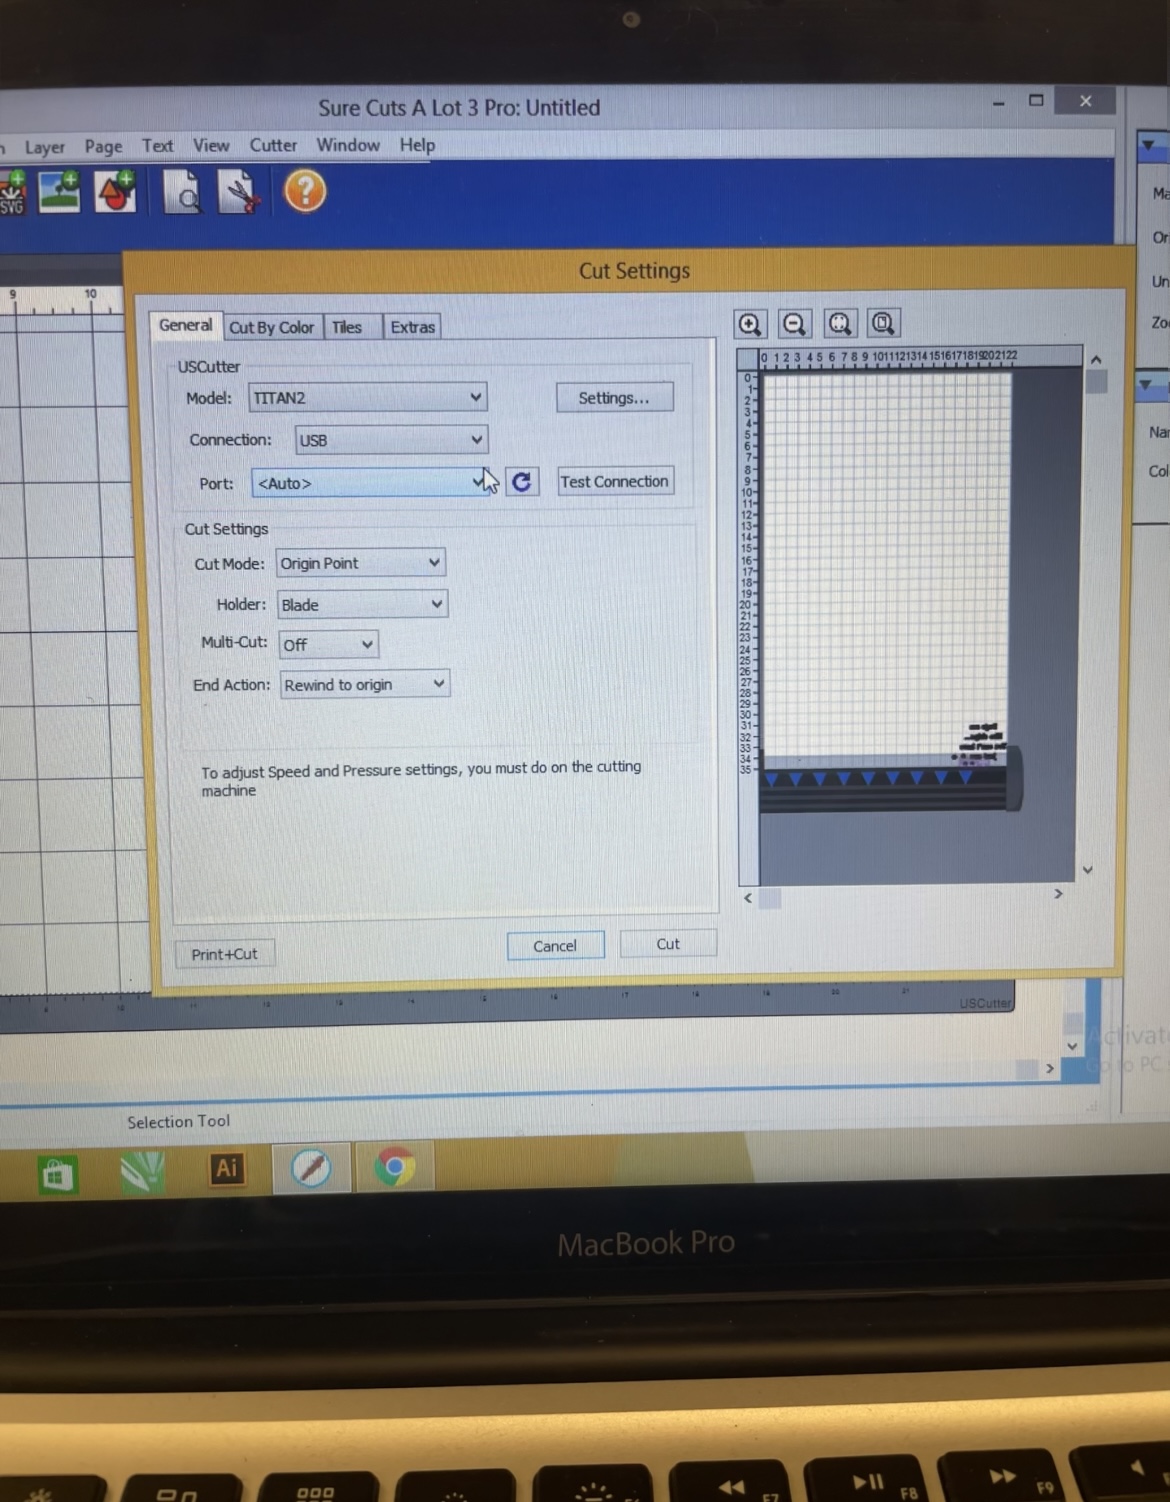 Sure Cuts A Lot 3 Pro: Untitled
Layer Page Text View Cutter Window Help
SVG
9 10
Cut Settings
General Cut By Color Tiles Extras
USCutter
Model: TITAN2 Settings...
Connection: USB
Port: <Auto> Test Connection
Cut Settings
Cut Mode: Origin Point
Holder: Blade
Multi-Cut: Off
End Action: Rewind to origin
To adjust Speed and Pressure settings, you must do on the cutting
machine
Print+Cut Cancel Cut
0 1 2 3 4 5 6 7 8 9 10 11 12 13 14 15 16 17 18 19 20 21 22
0
1
2
3
4
5
6
7
8
9
10
11
12
13
14
15
16
17
18
19
20
21
22
23
24
25
26
27
28
29
30
31
32
33
34
35
Ma
Or
Un
Zo
Nar
Col
USCutter
Activat
Go to PC
Selection Tool
Ai
MacBook Pro
F7 F8 F9